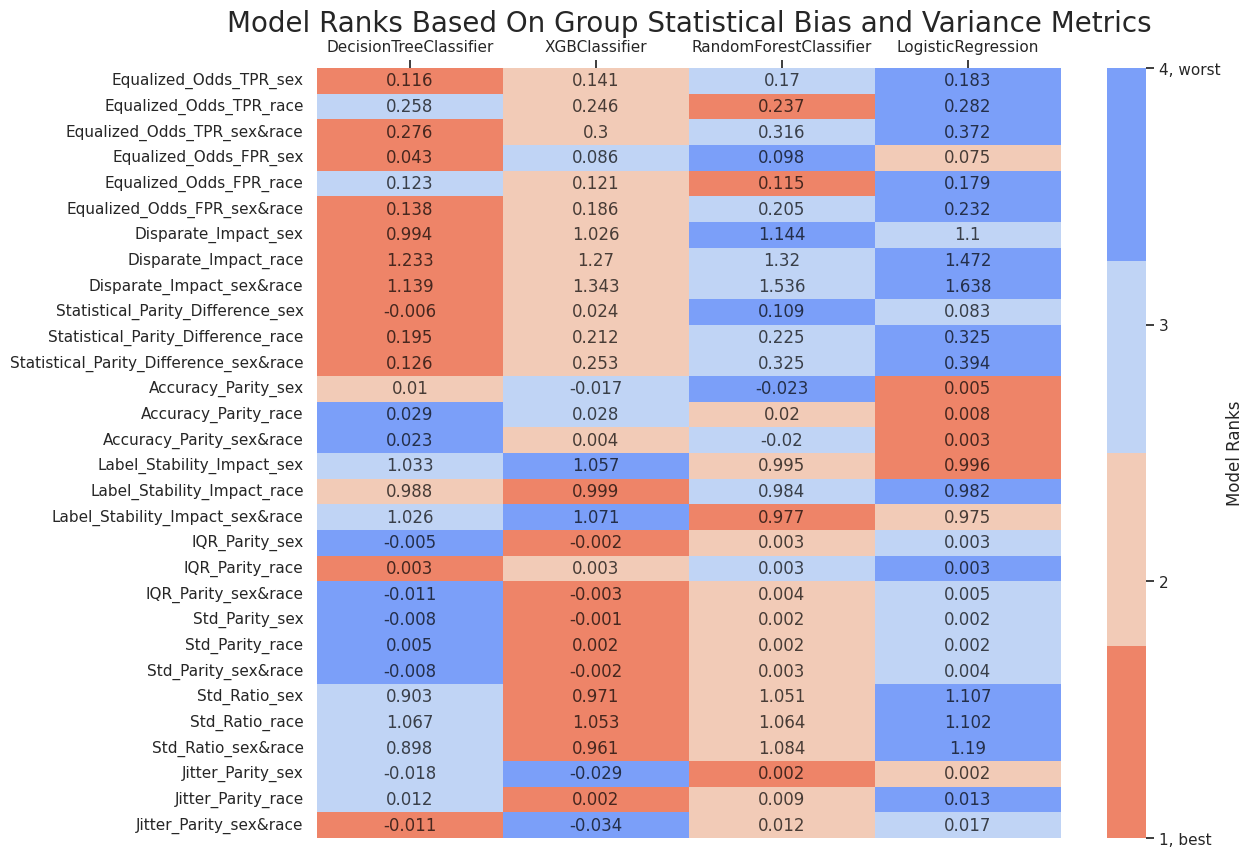 Model Ranks Based On Group Statistical Bias and Variance Metrics
DecisionTreeClassifier XGBClassifier RandomForestClassifier LogisticRegression
Equalized_Odds_TPR_sex 0.116 0.141 0.17 0.183
Equalized_Odds_TPR_race 0.258 0.246 0.237 0.282
Equalized_Odds_TPR_sex&race 0.276 0.3 0.316 0.372
Equalized_Odds_FPR_sex 0.043 0.086 0.098 0.075
Equalized_Odds_FPR_race 0.123 0.121 0.115 0.179
Equalized_Odds_FPR_sex&race 0.138 0.186 0.205 0.232
Disparate_Impact_sex 0.994 1.026 1.144 1.1
Disparate_Impact_race 1.233 1.27 1.32 1.472
Disparate_Impact_sex&race 1.139 1.343 1.536 1.638
Statistical_Parity_Difference_sex -0.006 0.024 0.109 0.083
Statistical_Parity_Difference_race 0.195 0.212 0.225 0.325
Statistical_Parity_Difference_sex&race 0.126 0.253 0.325 0.394
Accuracy_Parity_sex 0.01 -0.017 -0.023 0.005
Accuracy_Parity_race 0.029 0.028 0.02 0.008
Accuracy_Parity_sex&race 0.023 0.004 -0.02 0.003
Label_Stability_Impact_sex 1.033 1.057 0.995 0.996
Label_Stability_Impact_race 0.988 0.999 0.984 0.982
Label_Stability_Impact_sex&race 1.026 1.071 0.977 0.975
IQR_Parity_sex -0.005 -0.002 0.003 0.003
IQR_Parity_race 0.003 0.003 0.003 0.003
IQR_Parity_sex&race -0.011 -0.003 0.004 0.005
Std_Parity_sex -0.008 -0.001 0.002 0.002
Std_Parity_race 0.005 0.002 0.002 0.002
Std_Parity_sex&race -0.008 -0.002 0.003 0.004
Std_Ratio_sex 0.903 0.971 1.051 1.107
Std_Ratio_race 1.067 1.053 1.064 1.102
Std_Ratio_sex&race 0.898 0.961 1.084 1.19
Jitter_Parity_sex -0.018 -0.029 0.002 0.002
Jitter_Parity_race 0.012 0.002 0.009 0.013
Jitter_Parity_sex&race -0.011 -0.034 0.012 0.017
4, worst
3
2
1, best
Model Ranks